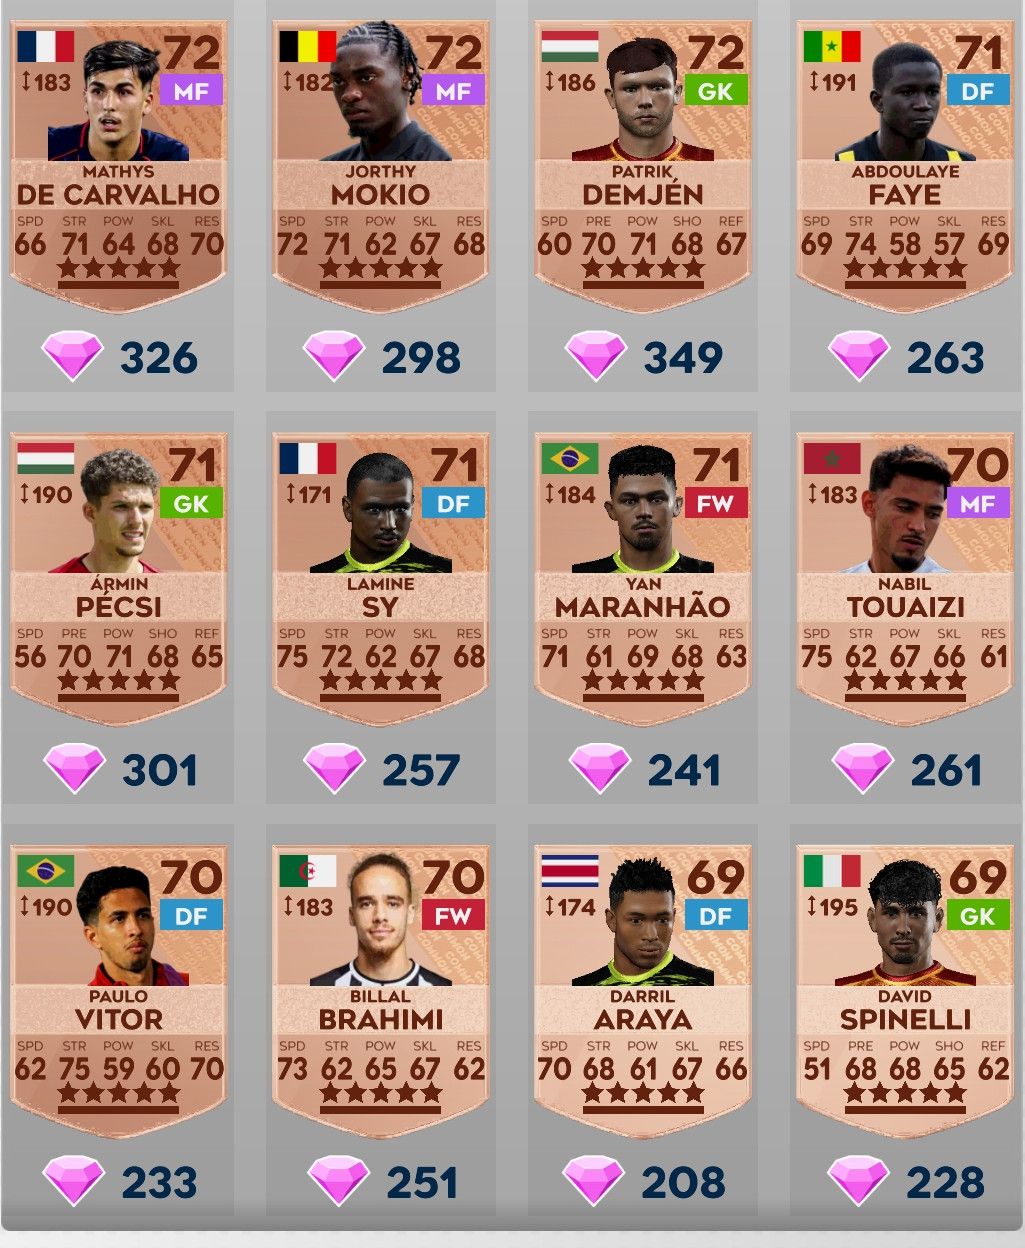 72
↕183
MF
MATHYS
DE CARVALHO
SPD STR POW SKL RES
66 71 64 68 70
326
72
↕182
MF
JORTHY
MOKIO
SPD STR POW SKL RES
72 71 62 67 68
298
72
↕186
GK
PATRIK
DEMJÉN
SPD PRE POW SHO REF
60 70 71 68 67
349
71
↕191
DF
ABDOULAYE
FAYE
SPD STR POW SKL RES
69 74 58 57 69
263
71
↕190
GK
ÁRMIN
PÉCSI
SPD PRE POW SHO REF
56 70 71 68 65
301
71
↕171
DF
LAMINE
SY
SPD STR POW SKL RES
75 72 62 67 68
257
71
↕184
FW
YAN
MARANHÃO
SPD STR POW SKL RES
71 61 69 68 63
241
70
↕183
MF
NABIL
TOUAIZI
SPD STR POW SKL RES
75 62 67 66 61
261
70
↕190
DF
PAULO
VITOR
SPD STR POW SKL RES
62 75 59 60 70
233
70
↕183
FW
BILLAL
BRAHIMI
SPD STR POW SKL RES
73 62 65 67 62
251
69
↕174
DF
DARRIL
ARAYA
SPD STR POW SKL RES
70 68 61 67 66
208
69
↕195
GK
DAVID
SPINELLI
SPD PRE POW SHO REF
51 68 68 65 62
228